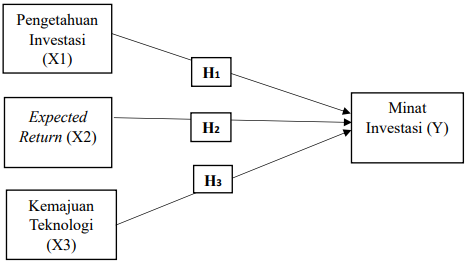 Pengetahuan
Investasi
(X1)
H1
Expected
Return (X2)
H2
Minat
Investasi (Y)
H3
Kemajuan
Teknologi
(X3)